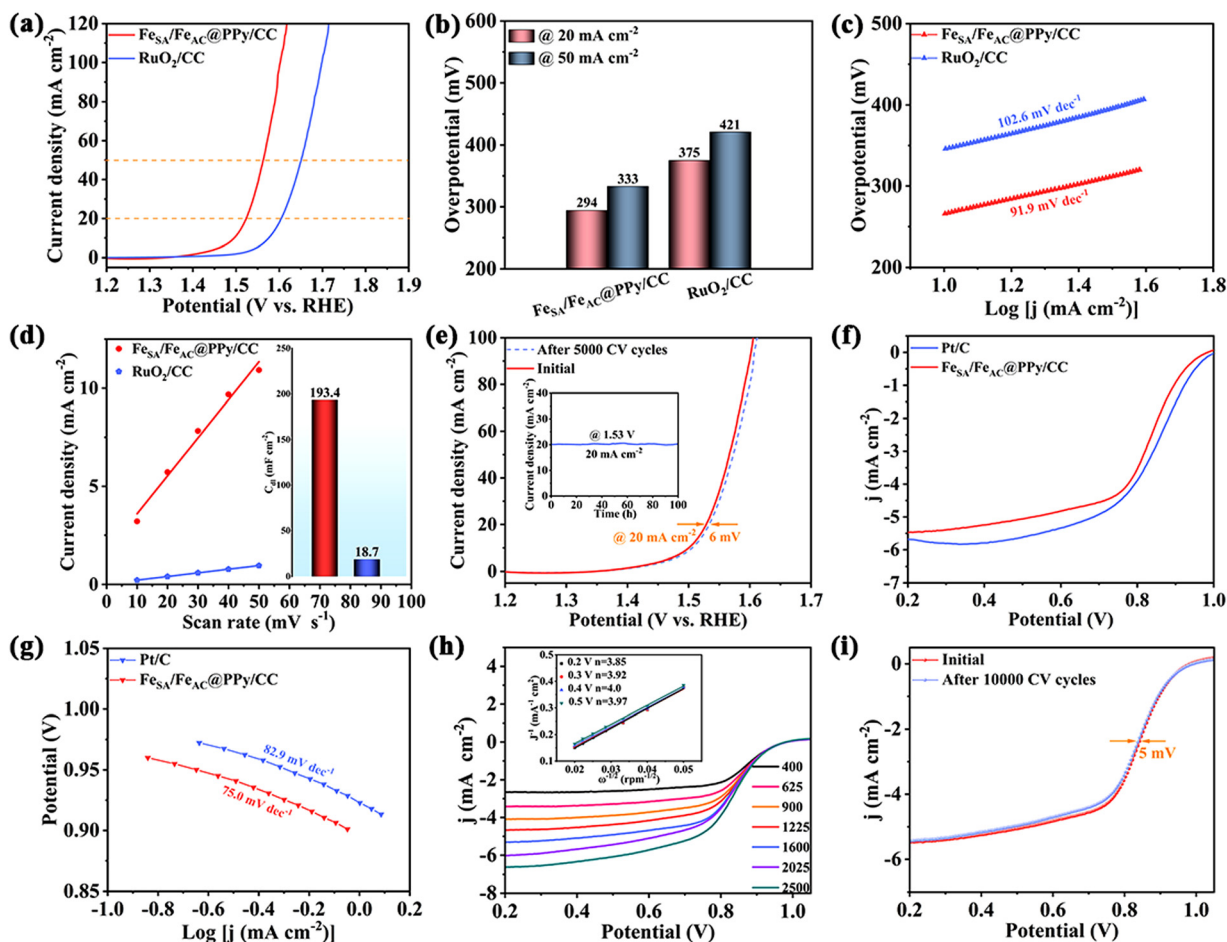 (a)
Fe_SA/Fe_AC@PPy/CC
RuO₂/CC
120
100
80
60
40
20
0
1.2 1.3 1.4 1.5 1.6 1.7 1.8 1.9
Current density (mA cm⁻²)
Potential (V vs. RHE)
(b)
@ 20 mA cm⁻²
@ 50 mA cm⁻²
600
500
400
300
200
294
333
375
421
Overpotential (mV)
Fe_SA/Fe_AC@PPy/CC
RuO₂/CC
(c)
Fe_SA/Fe_AC@PPy/CC
RuO₂/CC
500
400
300
200
102.6 mV dec⁻¹
91.9 mV dec⁻¹
1.0 1.2 1.4 1.6 1.8
Overpotential (mV)
Log [j (mA cm⁻²)]
(d)
Fe_SA/Fe_AC@PPy/CC
RuO₂/CC
10
5
0
0 10 20 30 40 50 60 70 80 90 100
Current density (mA cm⁻²)
Scan rate (mV s⁻¹)
300
200
100
0
193.4
18.7
C_dl (mF cm⁻²)
(e)
After 5000 CV cycles
Initial
100
80
60
40
20
0
1.2 1.3 1.4 1.5 1.6 1.7
Current density (mA cm⁻²)
Potential (V vs. RHE)
40
30
20
10
0
@ 1.53 V
20 mA cm⁻²
0 20 40 60 80 100
Current density (mA cm⁻²)
Time (h)
@ 20 mA cm⁻²
6 mV
(f)
Pt/C
Fe_SA/Fe_AC@PPy/CC
0
-1
-2
-3
-4
-5
-6
-7
0.2 0.4 0.6 0.8 1.0
j (mA cm⁻²)
Potential (V)
(g)
Pt/C
Fe_SA/Fe_AC@PPy/CC
1.05
1.00
0.95
0.90
0.85
82.9 mV dec⁻¹
75.0 mV dec⁻¹
-1.0 -0.8 -0.6 -0.4 -0.2 0.0 0.2
Potential (V)
Log [j (mA cm⁻²)]
(h)
4
2
0
-2
-4
-6
-8
0.2 0.4 0.6 0.8 1.0
j (mA cm⁻²)
Potential (V)
0.5
0.4
0.3
0.2
0.1
0.2 V n=3.85
0.3 V n=3.92
0.4 V n=4.0
0.5 V n=3.97
0.02 0.03 0.04 0.05
J⁻¹ (mA⁻¹ cm²)
ω⁻¹/² (rpm⁻¹/²)
400
625
900
1225
1600
2025
2500
(i)
Initial
After 10000 CV cycles
0
-2
-4
-6
5 mV
0.2 0.4 0.6 0.8 1.0
j (mA cm⁻²)
Potential (V)